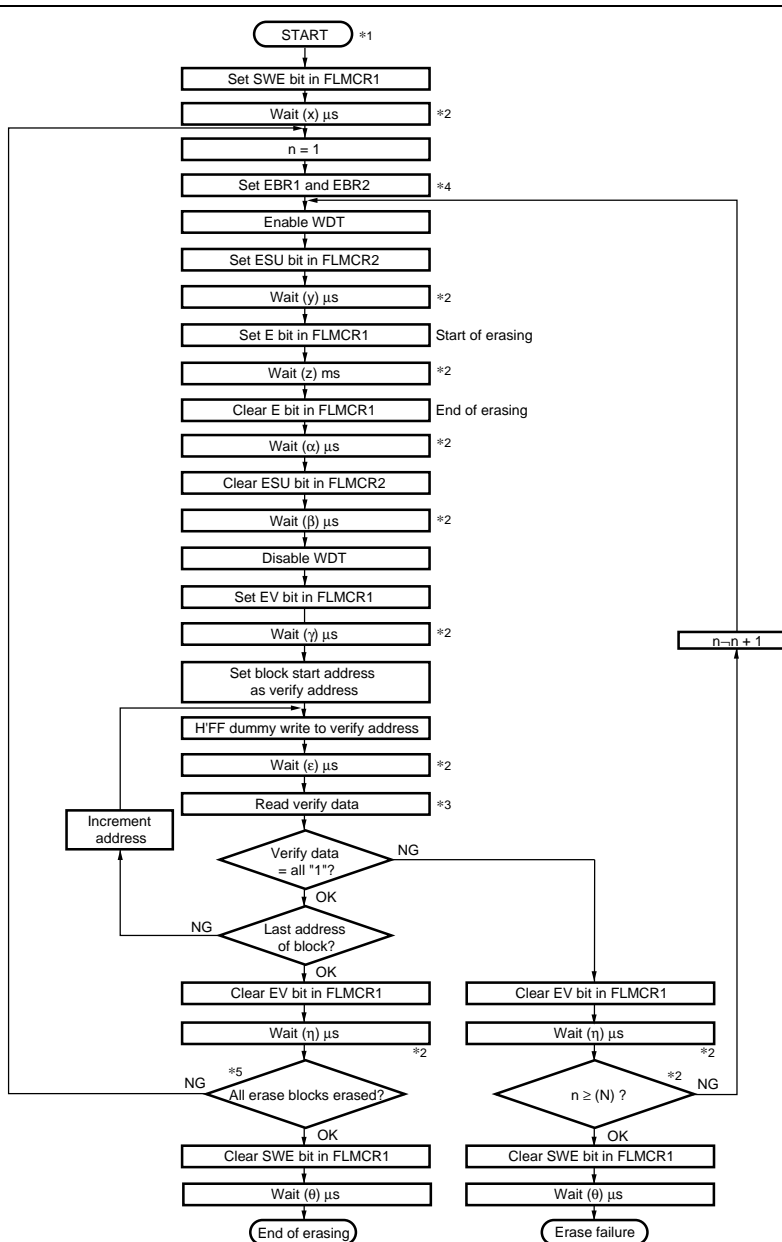 START *1
Set SWE bit in FLMCR1
Wait (x) μs *2
n = 1
Set EBR1 and EBR2 *4
Enable WDT
Set ESU bit in FLMCR2
Wait (y) μs *2
Set E bit in FLMCR1 Start of erasing
Wait (z) ms *2
Clear E bit in FLMCR1 End of erasing
Wait (α) μs *2
Clear ESU bit in FLMCR2
Wait (β) μs *2
Disable WDT
Set EV bit in FLMCR1
Wait (γ) μs *2
n¬n + 1
Set block start address
as verify address
H'FF dummy write to verify address
Wait (ε) μs *2
Read verify data *3
Increment
address
Verify data
= all "1"?
NG
OK
NG
Last address
of block?
OK
Clear EV bit in FLMCR1
Clear EV bit in FLMCR1
Wait (η) μs
*2
Wait (η) μs
*2
NG
*5
All erase blocks erased?
*2
n ≥ (N) ?
NG
OK
OK
Clear SWE bit in FLMCR1
Clear SWE bit in FLMCR1
Wait (θ) μs
Wait (θ) μs
End of erasing
Erase failure